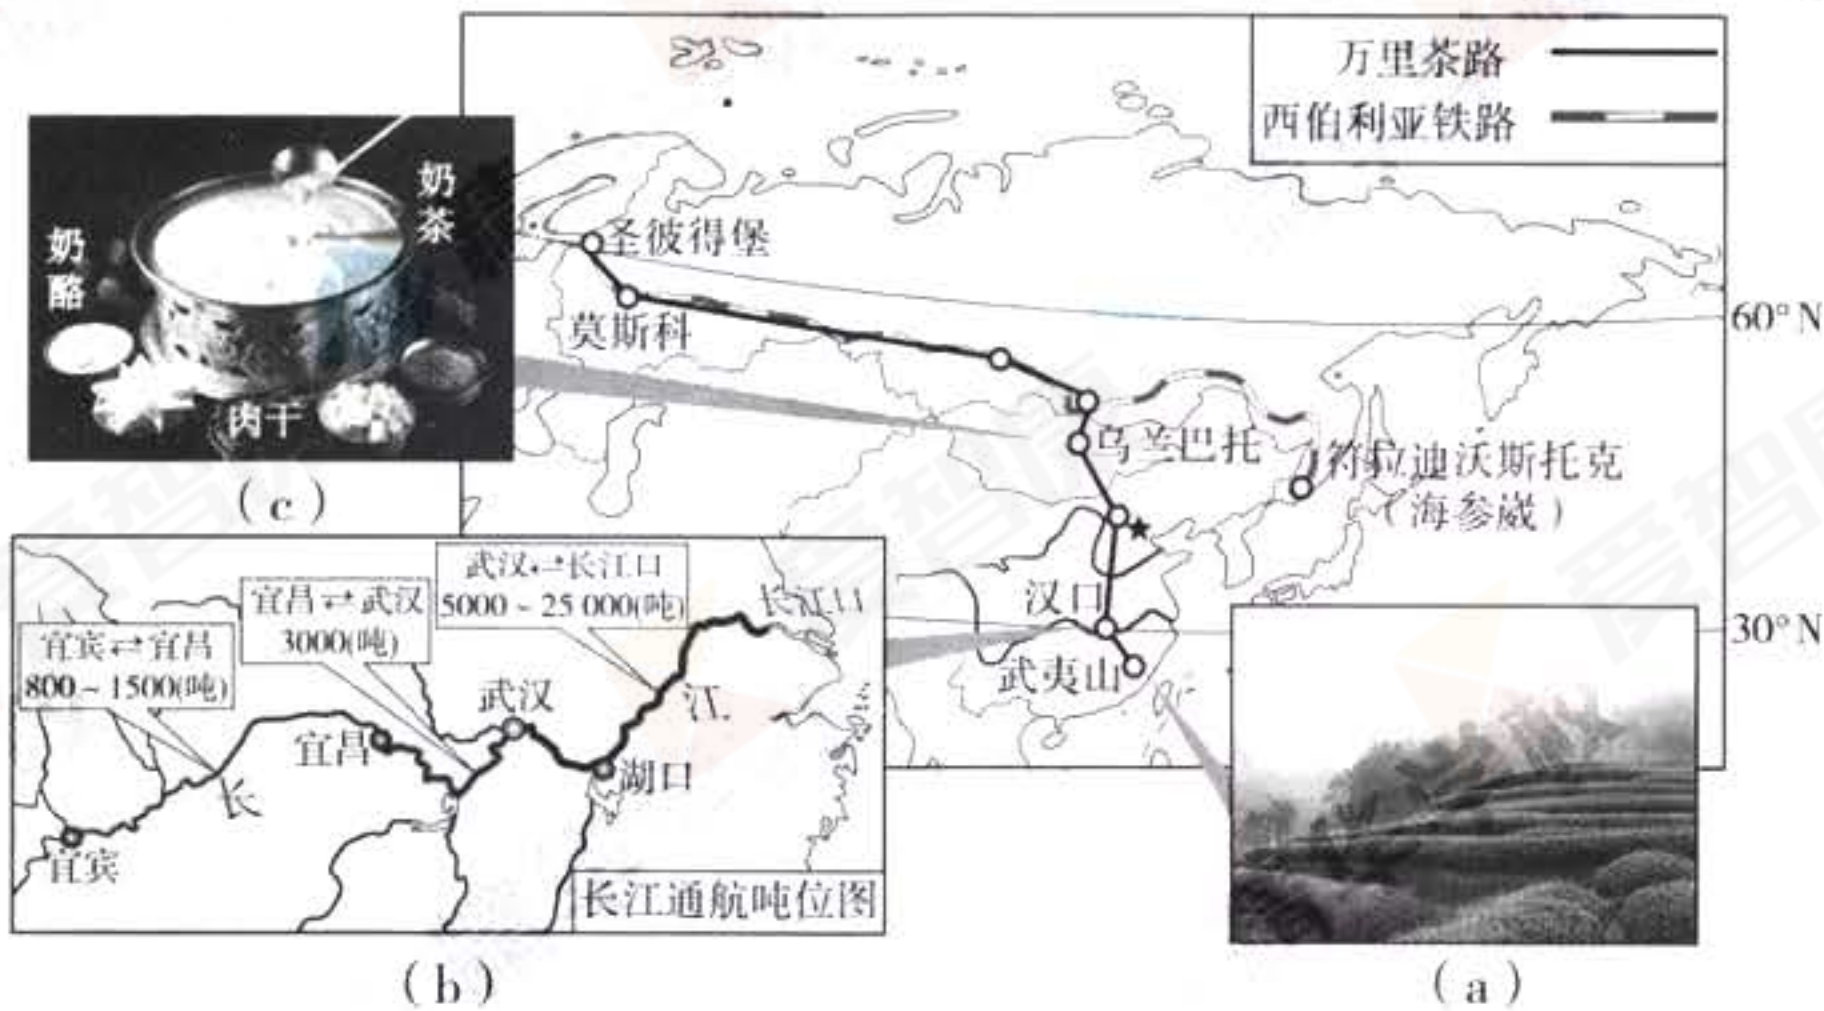 万里茶路
西伯利亚铁路
奶茶
奶酪
肉干
(c)
圣彼得堡
莫斯科
60°N
乌兰巴托
符拉迪沃斯托克
(海参崴)
汉口
30°N
武夷山
武汉⇌长江口
5000~25 000(吨)
宜昌⇌武汉
3000(吨)
宜宾⇌宜昌
800~1500(吨)
长江口
武汉
江
宜昌
湖口
长
宜宾
长江通航吨位图
(b)
(a)